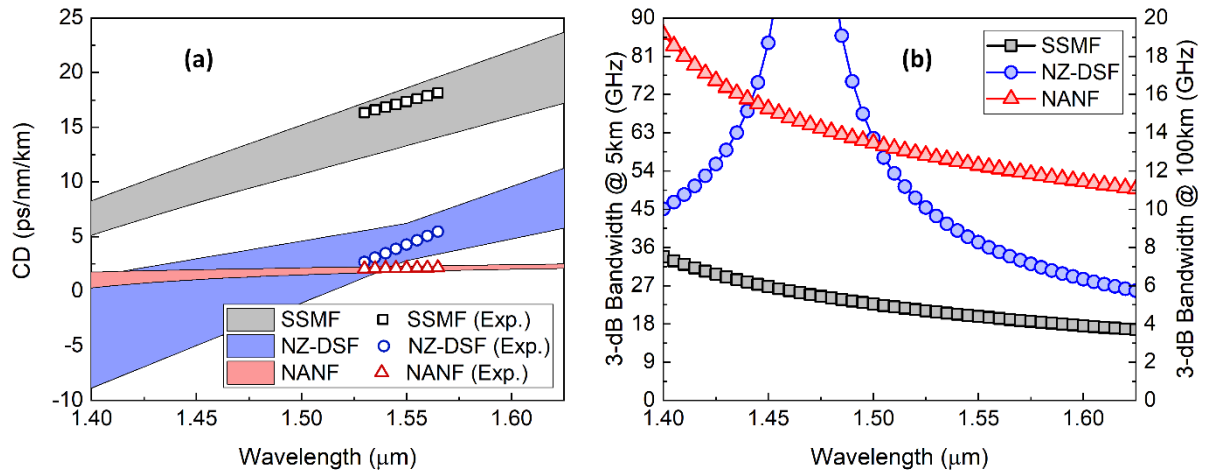 (a)
CD (ps/nm/km)
25
20
15
10
5
0
-5
-10
1.40
1.45
1.50
1.55
1.60
Wavelength (μm)
SSMF
SSMF (Exp.)
NZ-DSF
NZ-DSF (Exp.)
NANF
NANF (Exp.)
(b)
3-dB Bandwidth @ 5km (GHz)
90
81
72
63
54
45
36
27
18
9
0
1.40
1.45
1.50
1.55
1.60
Wavelength (μm)
SSMF
NZ-DSF
NANF
20
18
16
14
12
10
8
6
4
2
0
3-dB Bandwidth @ 100km (GHz)